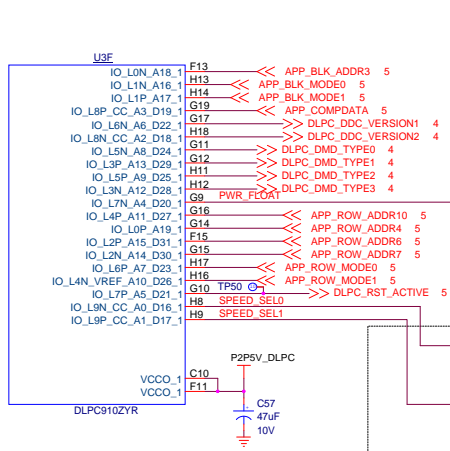 U3F
IO_L0N_A18_1 F13 APP_BLK_ADDR3 5
IO_L1N_A16_1 H13 APP_BLK_MODE0 5
IO_L1P_A17_1 H14 APP_BLK_MODE1 5
IO_L8P_CC_A3_D19_1 G19 APP_COMPDATA 5
IO_L6N_A6_D22_1 G17 DLPC_DDC_VERSION1 4
IO_L8N_CC_A2_D18_1 H18 DLPC_DDC_VERSION2 4
IO_L5N_A8_D24_1 G11 DLPC_DMD_TYPE0 4
IO_L3P_A13_D29_1 G12 DLPC_DMD_TYPE1 4
IO_L5P_A9_D25_1 H11 DLPC_DMD_TYPE2 4
IO_L3N_A12_D28_1 H12 DLPC_DMD_TYPE3 4
IO_L7N_A4_D20_1 G9 PWR_FLOAT
IO_L4P_A11_D27_1 G16 APP_ROW_ADDR10 5
IO_L0P_A19_1 G14 APP_ROW_ADDR4 5
IO_L2P_A15_D31_1 F15 APP_ROW_ADDR6 5
IO_L2N_A14_D30_1 G15 APP_ROW_ADDR7 5
IO_L6P_A7_D23_1 H17 APP_ROW_MODE0 5
IO_L4N_VREF_A10_D26_1 H16 APP_ROW_MODE1 5
IO_L7P_A5_D21_1 G10 TP50 DLPC_RST_ACTIVE 5
IO_L9N_CC_A0_D16_1 H8 SPEED_SEL0
IO_L9P_CC_A1_D17_1 H9 SPEED_SEL1
P2P5V_DLPC
VCCO_1 C10
VCCO_1 F11
C57
47uF
10V
DLPC910ZYR